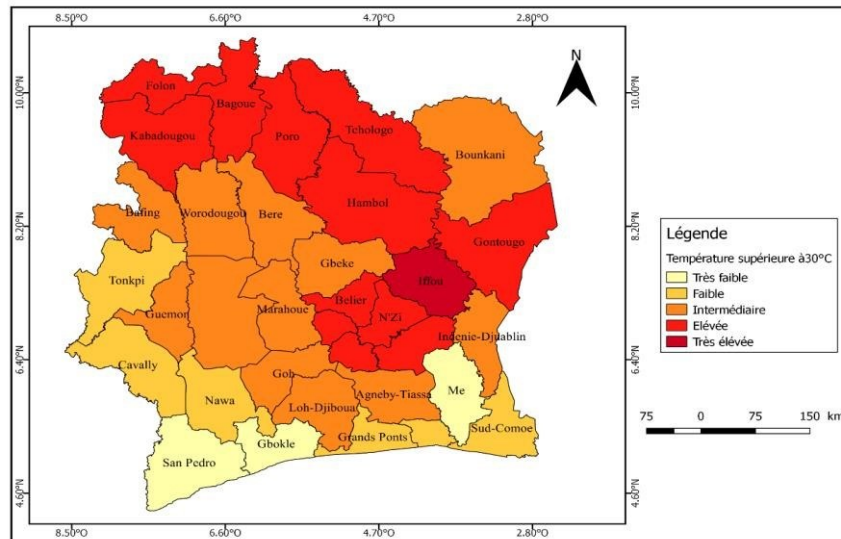 8.50°O 6.60°O 4.70°O 2.80°O
N
10.00°N 10.00°N
Folon
Bagoue
Kabadougou
Poro
Tchologo
Bounkani
Hambol
8.20°N 8.20°N
Bafing
Worodougou
Bere
Gontougo
Tonkpi
Gbeke
Iffou
Belier
N'Zi
Marahoue
Guemon
Indenie-Djuablin
6.40°N 6.40°N
Cavally
Goh
Me
Nawa
Loh-Djiboua
Agneby-Tiassa
Grands Ponts
Sud-Comoe
Gbokle
San Pedro
4.60°N 4.60°N
8.50°O 6.60°O 4.70°O 2.80°O
Légende
Température supérieure à30°C
Très faible
Faible
Intermédiaire
Elévée
Très élévée
75 0 75 150 km